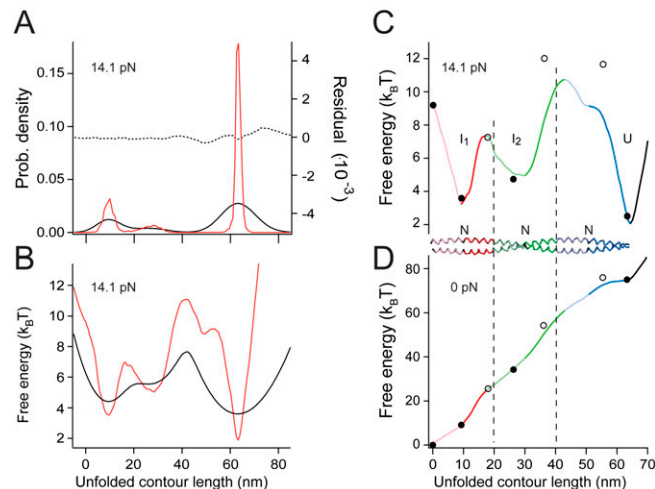 A
14.1 pN
Prob. density
0.15
0.10
0.05
0.00
4
2
0
-2
-4
Residual (·10⁻³)
0
20
40
60
B
14.1 pN
Free energy (kBT)
12
10
8
6
4
2
0
20
40
60
80
Unfolded contour length (nm)
C
14.1 pN
Free energy (kBT)
12
10
8
6
4
2
I1
I2
U
N
N
N
D
0 pN
Free energy (kBT)
80
60
40
20
0
0
10
20
30
40
50
60
70
Unfolded contour length (nm)